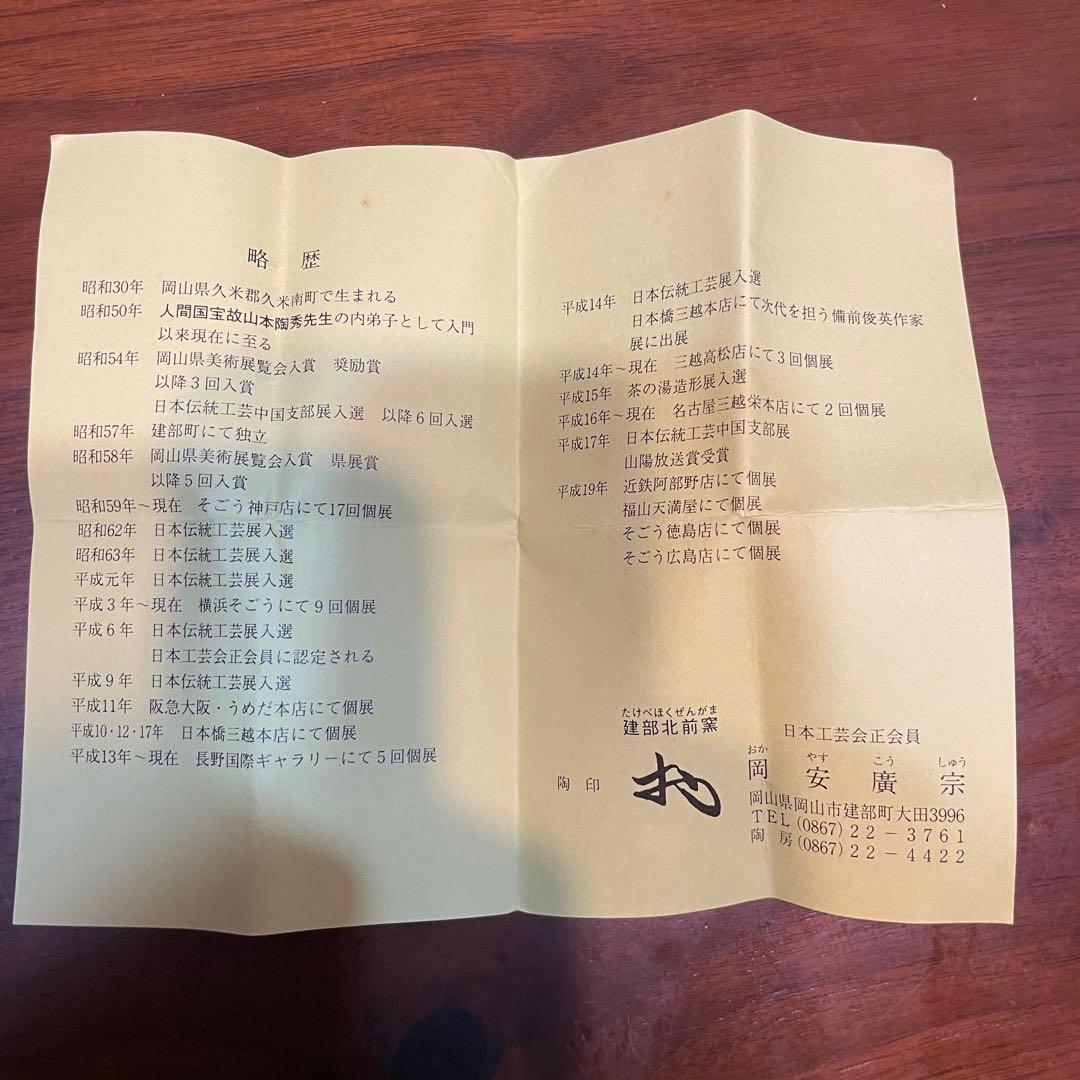 略歴
昭和30年 岡山県久米郡久米南町で生まれる
昭和50年 人間国宝故山本陶秀先生の内弟子として入門
以来現在に至る
昭和54年 岡山県美術展覧会入賞 奨励賞
以降3回入賞
日本伝統工芸中国支部展入選 以降6回入選
昭和57年 建部町にて独立
昭和58年 岡山県美術展覧会入賞 県展賞
以降5回入賞
昭和59年~現在 そごう神戸店にて17回個展
昭和62年 日本伝統工芸展入選
昭和63年 日本伝統工芸展入選
平成元年 日本伝統工芸展入選
平成3年~現在 横浜そごうにて9回個展
平成6年 日本伝統工芸展入選
日本工芸会正会員に認定される
平成9年 日本伝統工芸展入選
平成11年 阪急大阪・うめだ本店にて個展
平成10・12・17年 日本橋三越本店にて個展
平成13年~現在 長野国際ギャラリーにて5回個展
平成14年 日本伝統工芸展入選
日本橋三越本店にて次代を担う備前俊英作家
展に出展
平成14年~現在 三越高松店にて3回個展
平成15年 茶の湯造形展入選
平成16年~現在 名古屋三越栄本店にて2回個展
平成17年 日本伝統工芸中国支部展
山陽放送賞受賞
平成19年 近鉄阿部野店にて個展
福山天満屋にて個展
そごう徳島店にて個展
そごう広島店にて個展
たけべほくぜんがま
建部北前窯
陶印
日本工芸会正会員
おか やす こう しゅう
岡安廣宗
岡山県岡山市建部町大田3996
TEL(0867)22-3761
陶房(0867)22-4422